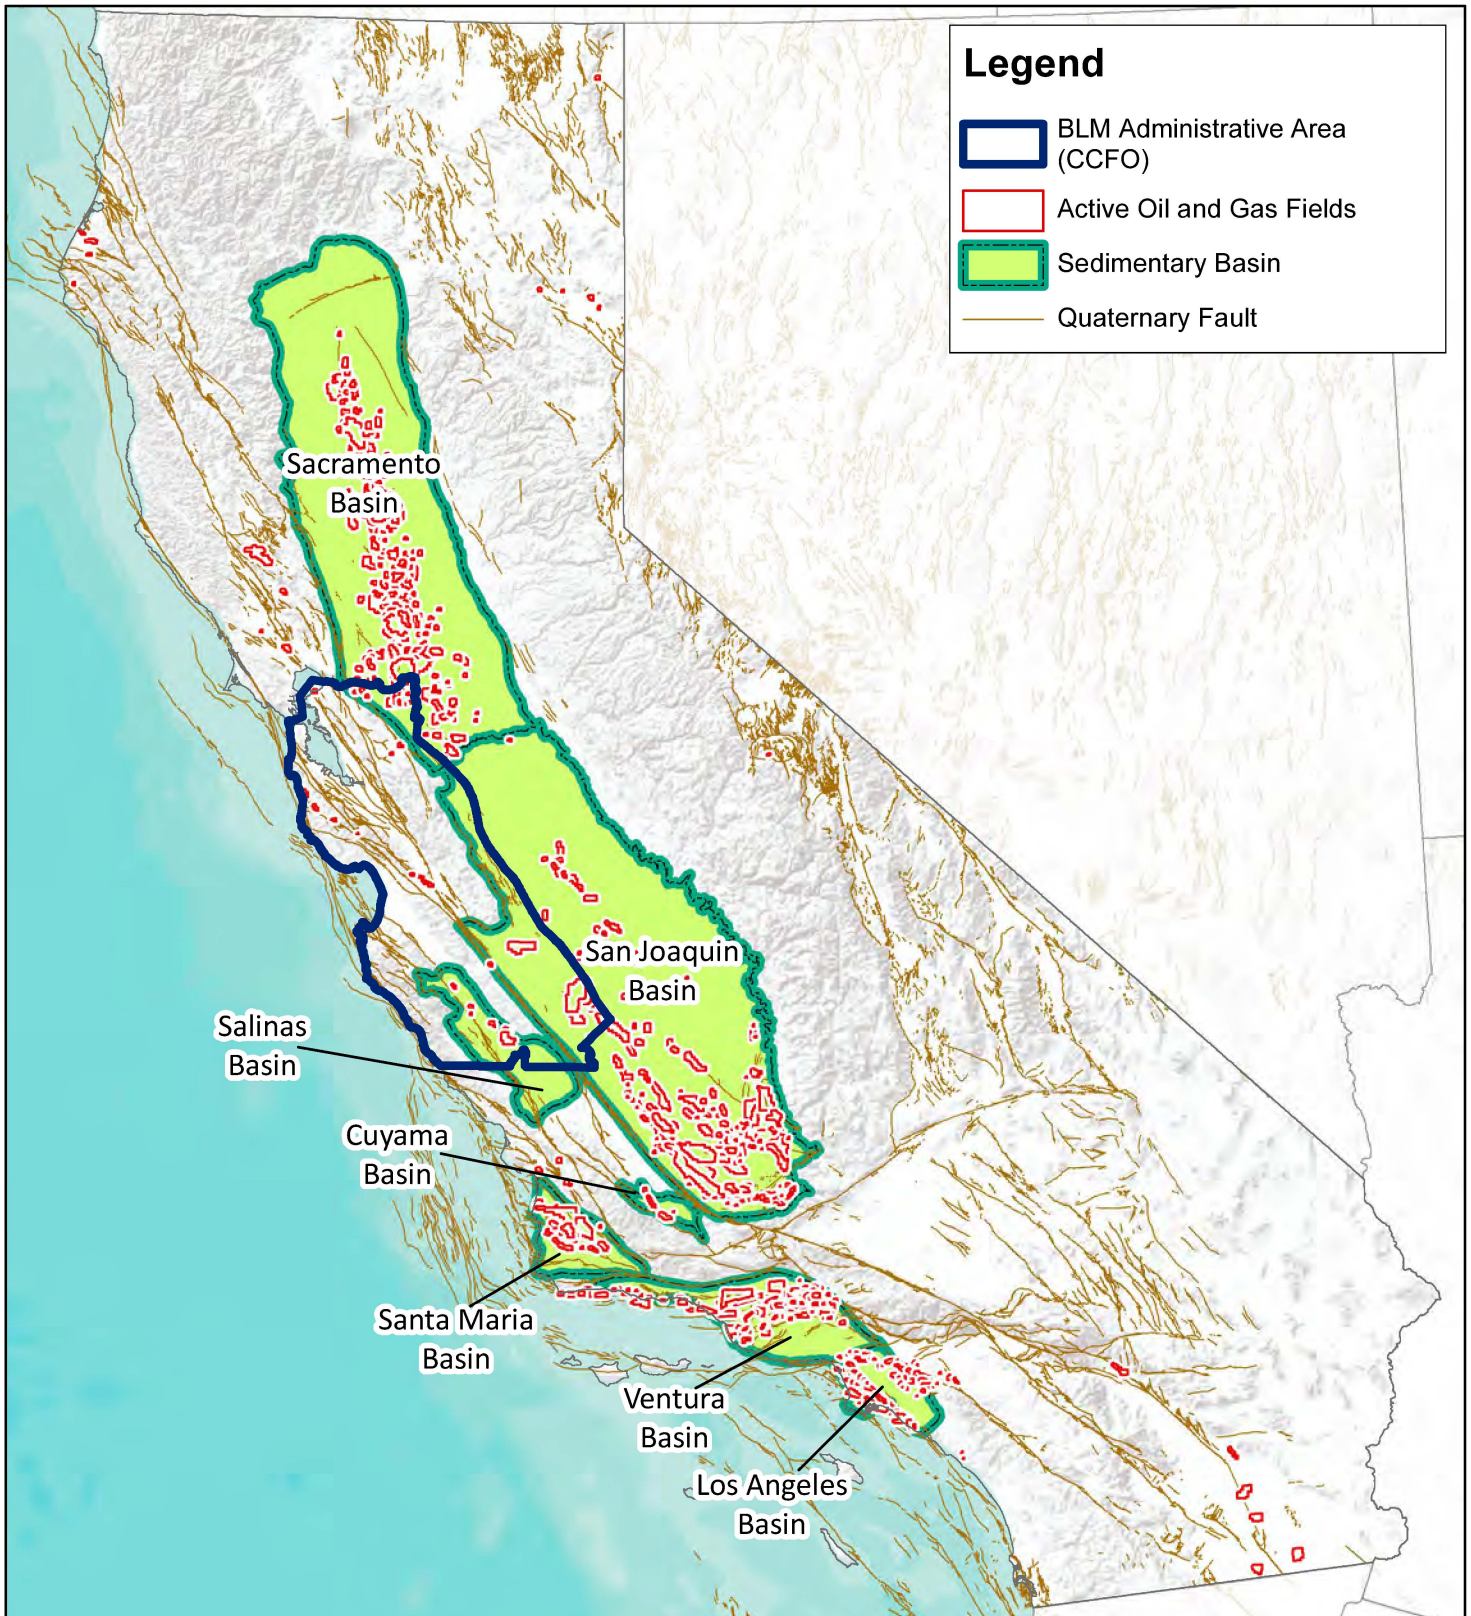 Legend
BLM Administrative Area
(CCFO)
Active Oil and Gas Fields
Sedimentary Basin
Quaternary Fault
Sacramento
Basin
San Joaquin
Basin
Salinas
Basin
Cuyama
Basin
Santa Maria
Basin
Ventura
Basin
Los Angeles
Basin